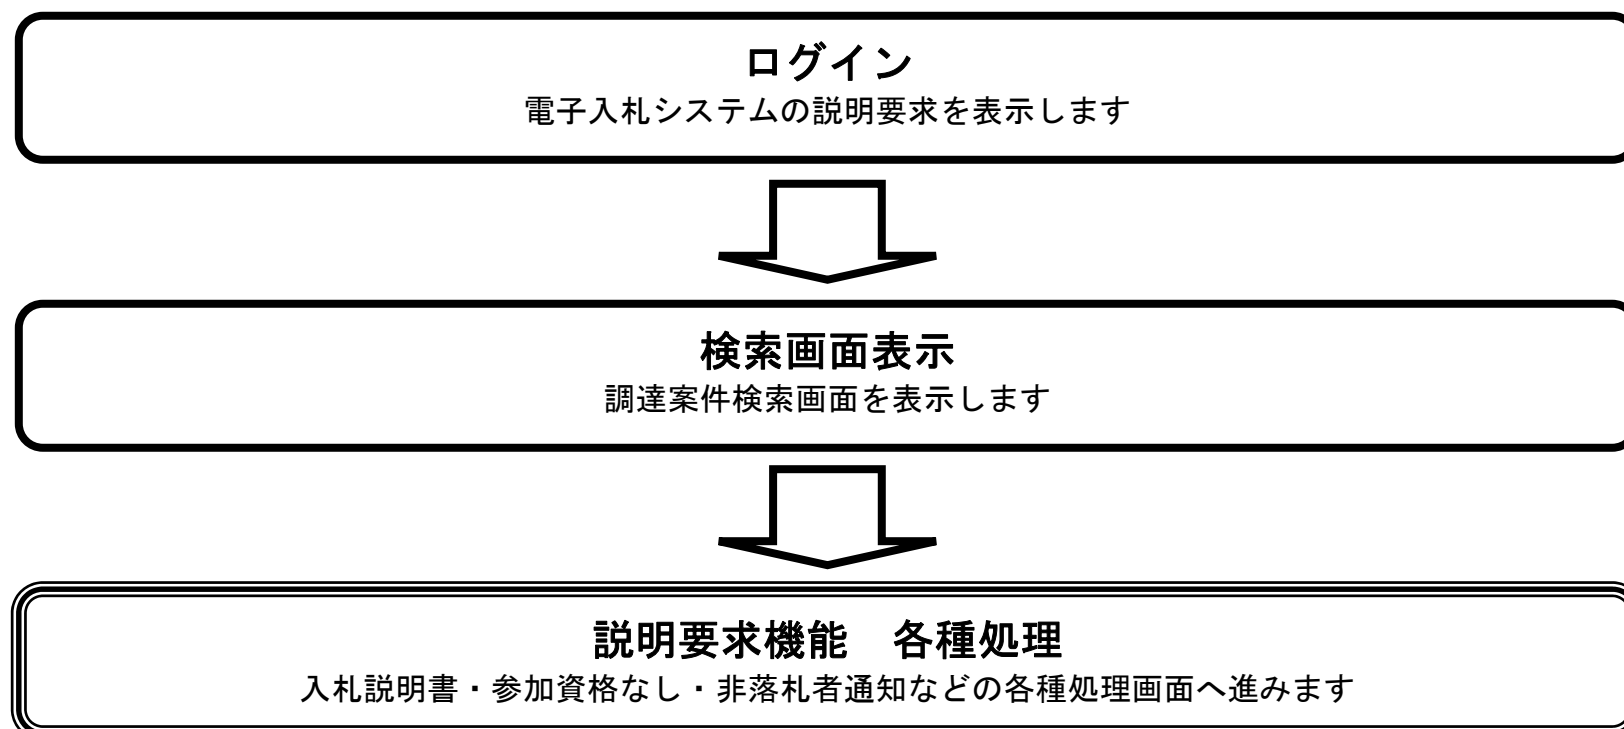 ログイン
電子入札システムの説明要求を表示します
検索画面表示
調達案件検索画面を表示します
説明要求機能　各種処理
入札説明書・参加資格なし・非落札者通知などの各種処理画面へ進みます